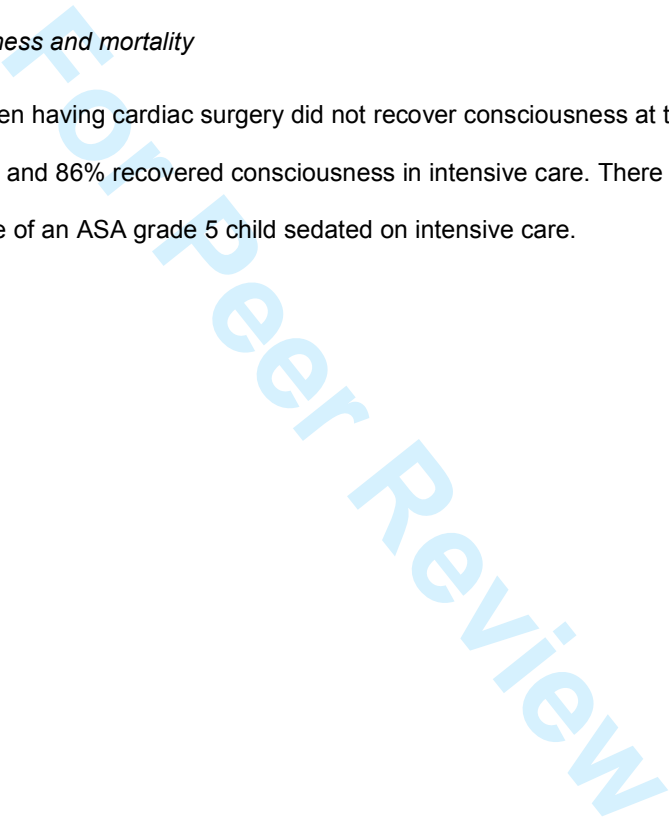 ness and mortality
en having cardiac surgery did not recover consciousness at t
and 86% recovered consciousness in intensive care. There
e of an ASA grade 5 child sedated on intensive care.
For Peer Review